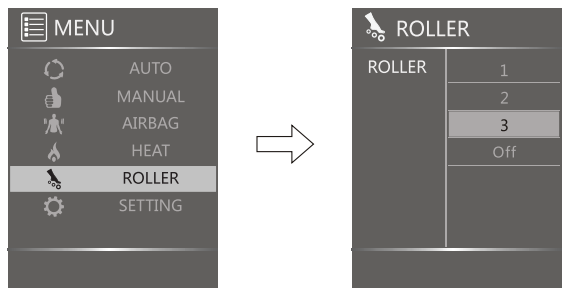 MENU
AUTO
MANUAL
AIRBAG
HEAT
ROLLER
SETTING
ROLLER
ROLLER
1
2
3
Off